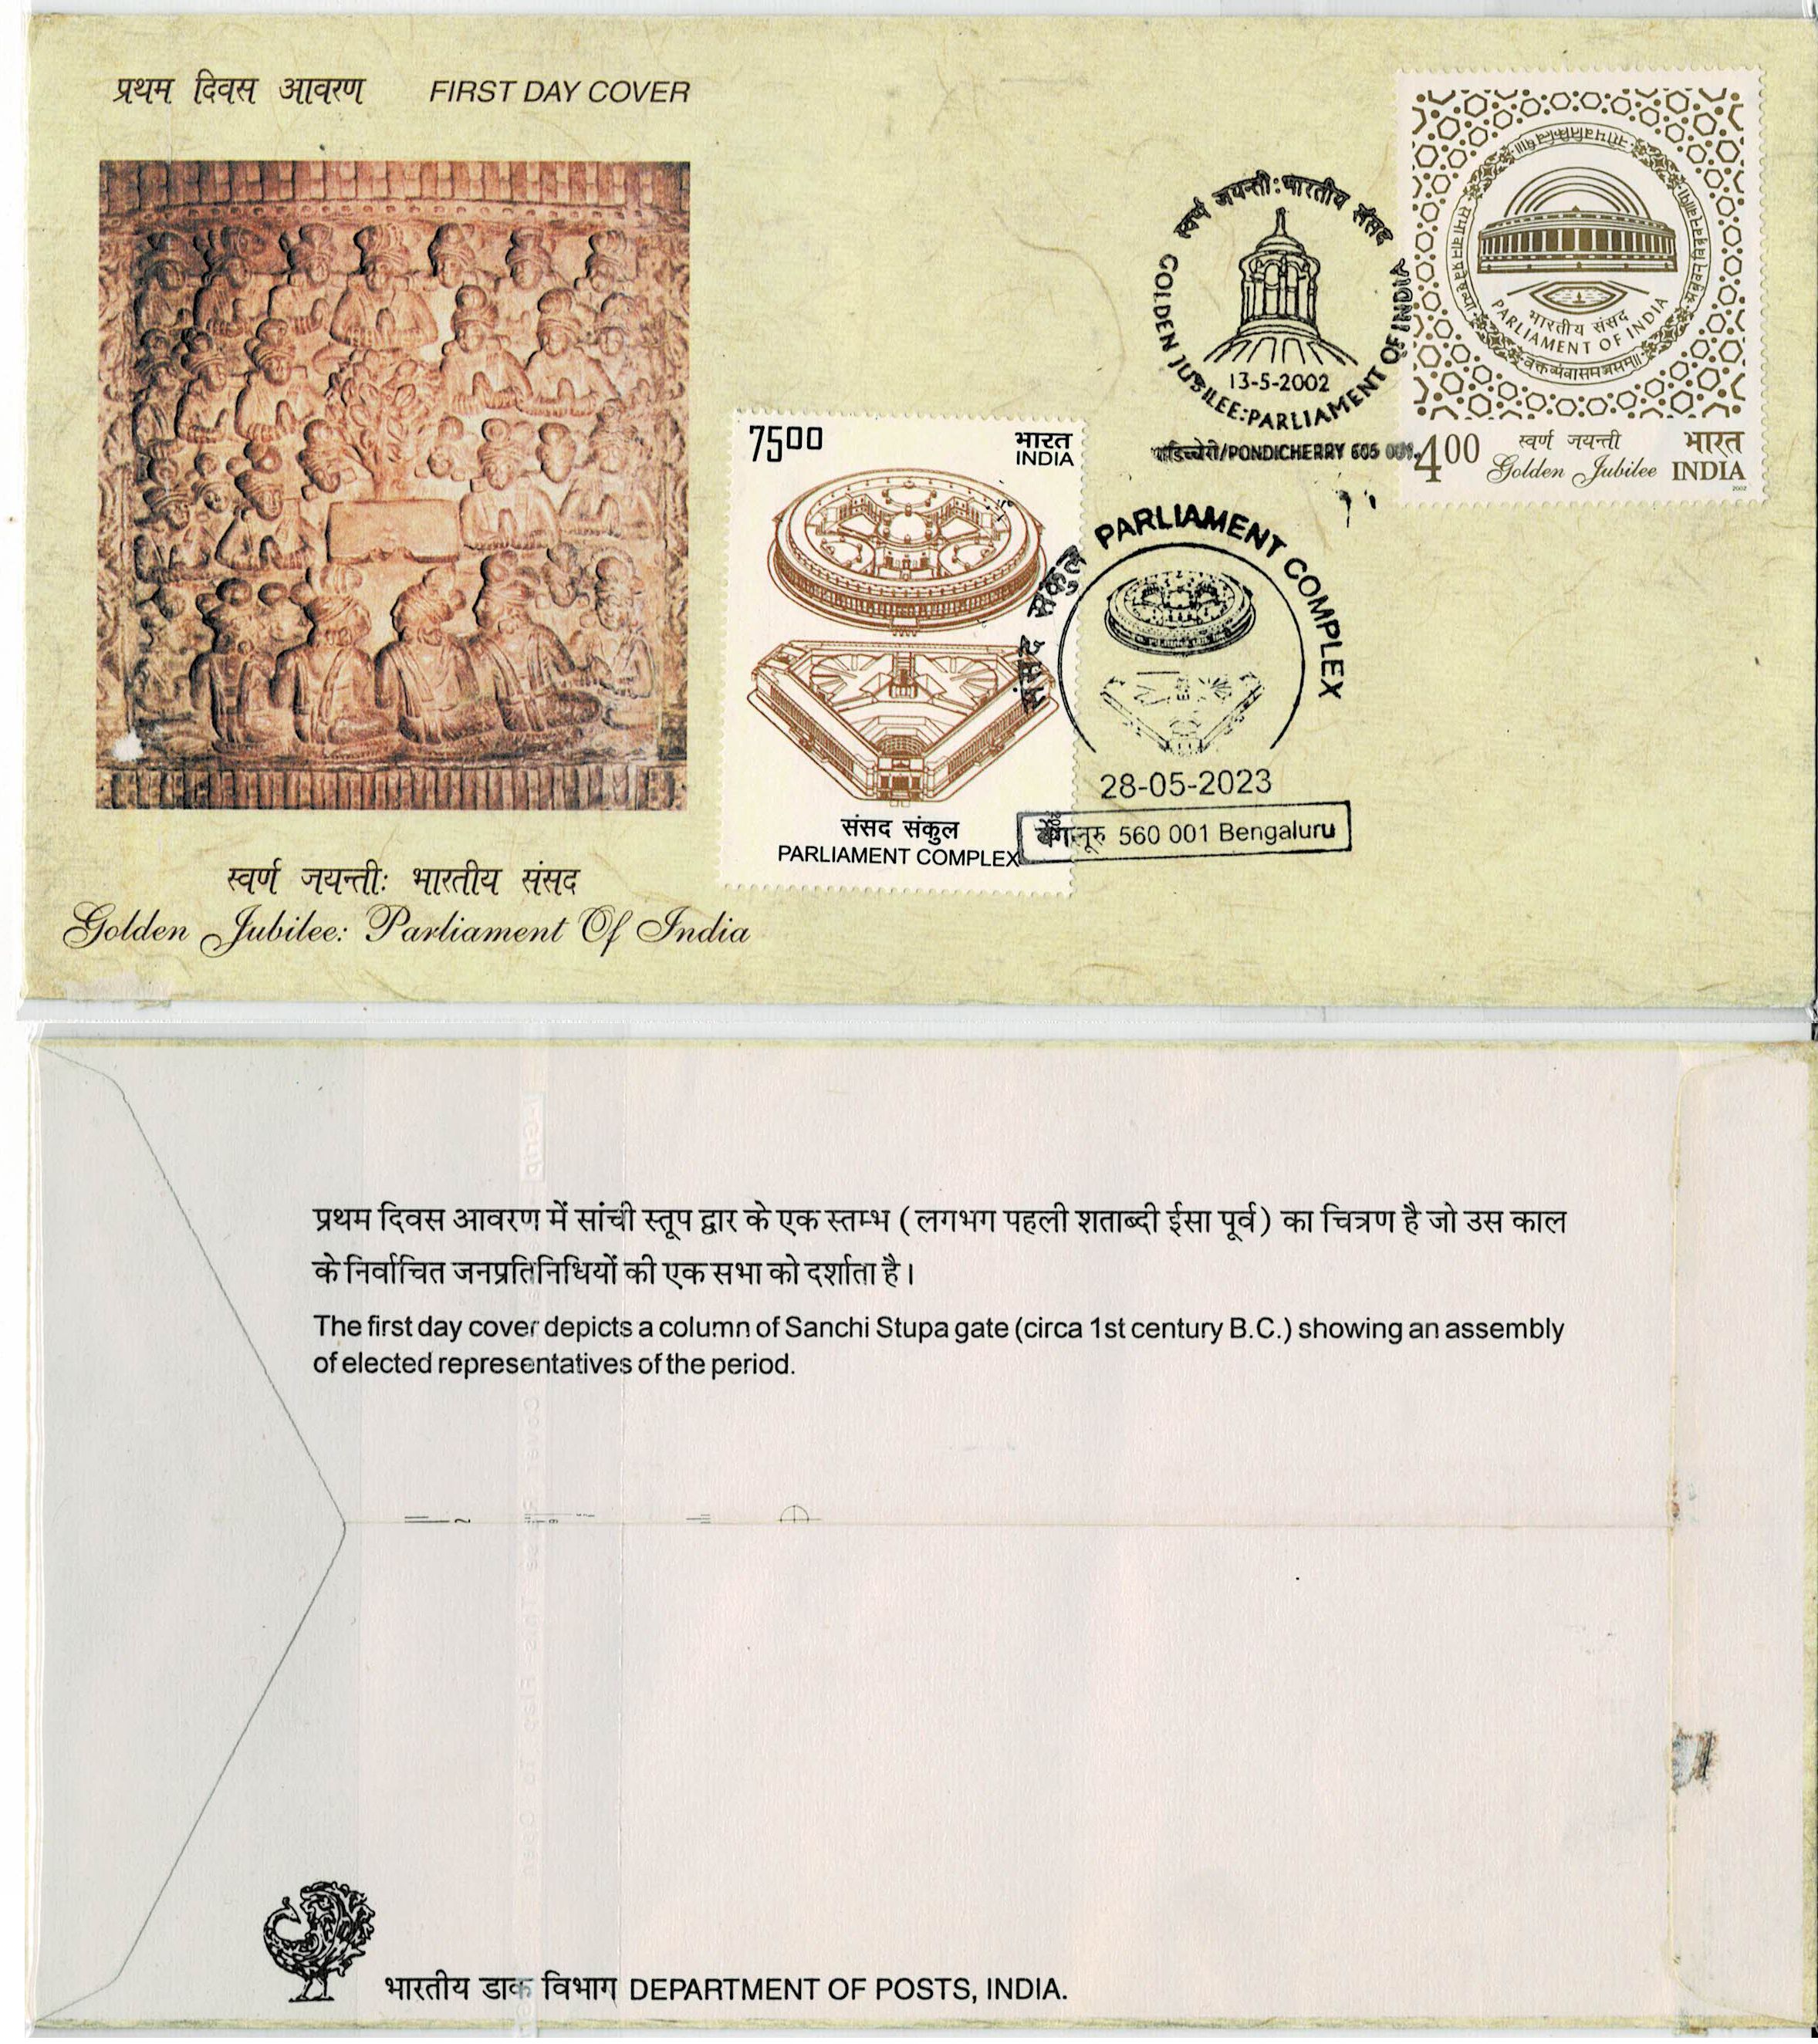 प्रथम दिवस आवरण FIRST DAY COVER
स्वर्ण जयन्ती: भारतीय संसद
GOLDEN JUBILEE: PARLIAMENT OF INDIA
13-5-2002
PONDICHERRY 605 001.
भारतीय संसद
PARLIAMENT OF INDIA
400 स्वर्ण जयन्ती भारत
Golden Jubilee INDIA
2002
7500 भारत
INDIA
संसद संकुल
PARLIAMENT COMPLEX
संसद संकुल PARLIAMENT COMPLEX
28-05-2023
बेंगलूरु 560 001 Bengaluru
स्वर्ण जयन्ती: भारतीय संसद
Golden Jubilee: Parliament Of India
प्रथम दिवस आवरण में सांची स्तूप द्वार के एक स्तम्भ (लगभग पहली शताब्दी ईसा पूर्व) का चित्रण है जो उस काल
के निर्वाचित जनप्रतिनिधियों की एक सभा को दर्शाता है।
The first day cover depicts a column of Sanchi Stupa gate (circa 1st century B.C.) showing an assembly
of elected representatives of the period.
भारतीय डाक विभाग DEPARTMENT OF POSTS, INDIA.